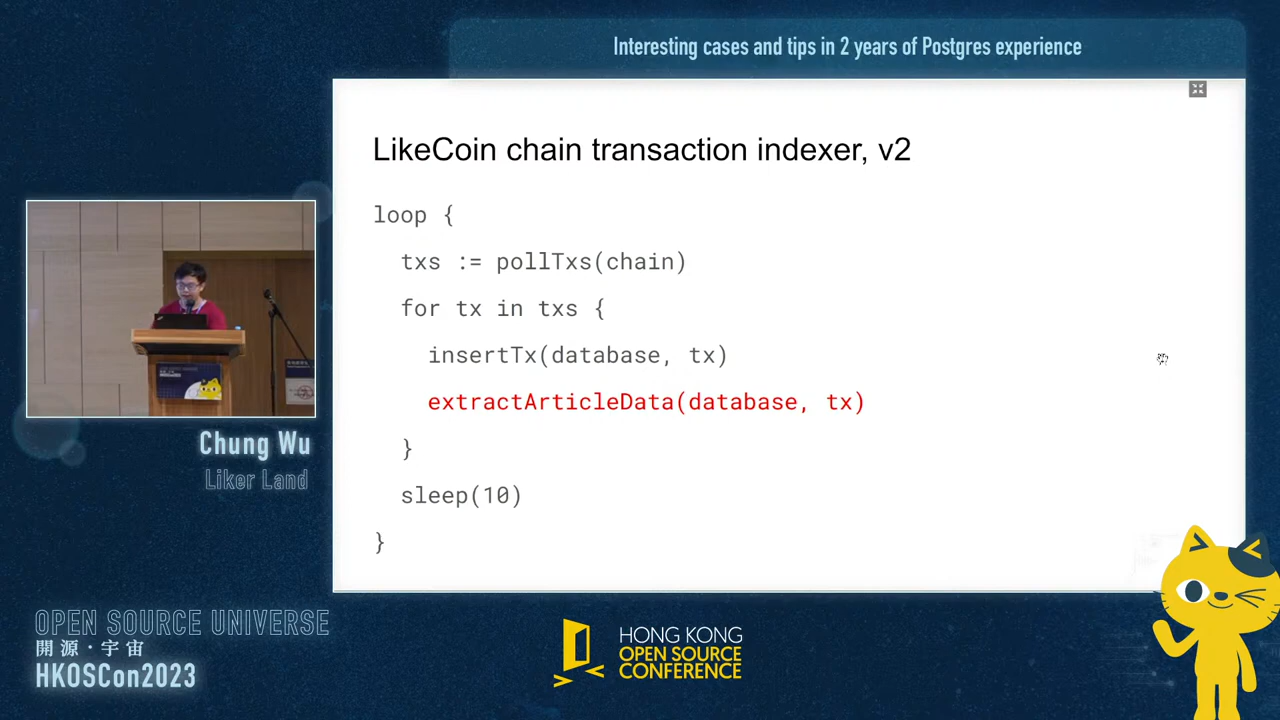 Interesting cases and tips in 2 years of Postgres experience
LikeCoin chain transaction indexer, v2
loop {
txs := pollTxs(chain)
for tx in txs {
insertTx(database, tx)
extractArticleData(database, tx)
}
sleep(10)
}
Chung Wu
Liker Land
OPEN SOURCE UNIVERSE
開源·宇宙
HKOSCon2023
HONG KONG
OPEN SOURCE
CONFERENCE